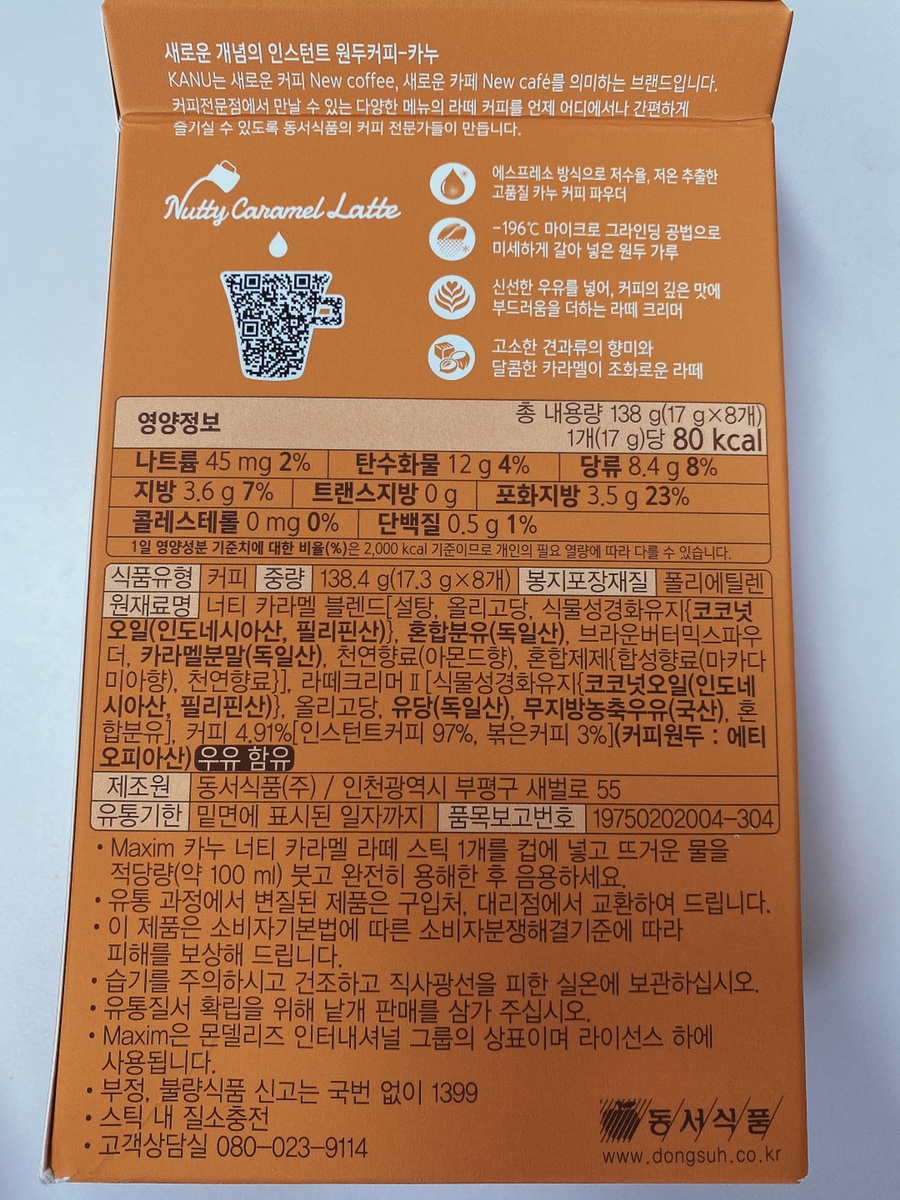 새로운 개념의 인스턴트 원두커피-카누
KANU는 새로운 커피 New coffee, 새로운 카페 New café를 의미하는 브랜드입니다.
커피전문점에서 만날 수 있는 다양한 메뉴의 라떼 커피를 언제 어디에서나 간편하게
즐기실 수 있도록 동서식품의 커피 전문가들이 만듭니다.
Nutty Caramel Latte
에스프레소 방식으로 저수율, 저온 추출한
고품질 카누 커피 파우더
-196℃ 마이크로 그라인딩 공법으로
미세하게 갈아 넣은 원두 가루
신선한 우유를 넣어, 커피의 깊은 맛에
부드러움을 더하는 라떼 크리머
고소한 견과류의 향미와
달콤한 카라멜이 조화로운 라떼
영양정보
총 내용량 138 g(17 g×8개)
1개(17 g)당 80 kcal
나트륨 45 mg 2% 탄수화물 12 g 4% 당류 8.4 g 8%
지방 3.6 g 7% 트랜스지방 0 g 포화지방 3.5 g 23%
콜레스테롤 0 mg 0% 단백질 0.5 g 1%
1일 영양성분 기준치에 대한 비율(%)은 2,000 kcal 기준이므로 개인의 필요 열량에 따라 다를 수 있습니다.
식품유형 커피 중량 138.4 g(17.3 g×8개) 봉지포장재질 폴리에틸렌
원재료명 너티 카라멜 블렌드[설탕, 올리고당, 식물성경화유지{코코넛
오일(인도네시아산, 필리핀산)}, 혼합분유(독일산), 브라운버터믹스파우
더, 카라멜분말(독일산), 천연향료(아몬드향), 혼합제제{합성향료(마카다
미아향), 천연향료}], 라떼크리머Ⅱ[식물성경화유지{코코넛오일(인도네
시아산, 필리핀산)}, 올리고당, 유당(독일산), 무지방농축우유(국산), 혼
합분유], 커피 4.91%[인스턴트커피 97%, 볶은커피 3%](커피원두 : 에티
오피아산) 우유 함유
제조원 동서식품(주) / 인천광역시 부평구 새벌로 55
유통기한 밑면에 표시된 일자까지 품목보고번호 19750202004-304
• Maxim 카누 너티 카라멜 라떼 스틱 1개를 컵에 넣고 뜨거운 물을
적당량(약 100 ml) 붓고 완전히 용해한 후 음용하세요.
• 유통 과정에서 변질된 제품은 구입처, 대리점에서 교환하여 드립니다.
• 이 제품은 소비자기본법에 따른 소비자분쟁해결기준에 따라
피해를 보상해 드립니다.
• 습기를 주의하시고 건조하고 직사광선을 피한 실온에 보관하십시오.
• 유통질서 확립을 위해 낱개 판매를 삼가 주십시오.
• Maxim은 몬델리즈 인터내셔널 그룹의 상표이며 라이선스 하에
사용됩니다.
• 부정, 불량식품 신고는 국번 없이 1399
• 스틱 내 질소충전
• 고객상담실 080-023-9114
동서식품
www.dongsuh.co.kr